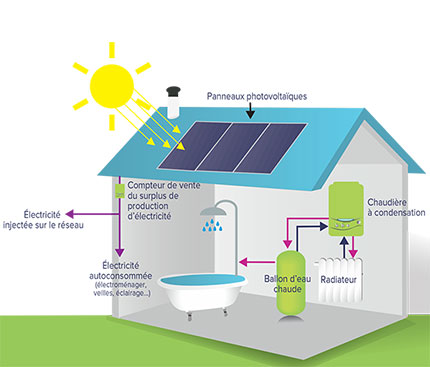 Panneaux photovoltaïques
Compteur de vente
du surplus de
production
d'électricité
Chaudière
à condensation
Électricité
injectée sur le réseau
Électricité
autoconsommée
(électroménager,
veilles, éclairage...)
Ballon d'eau
chaude
Radiateur